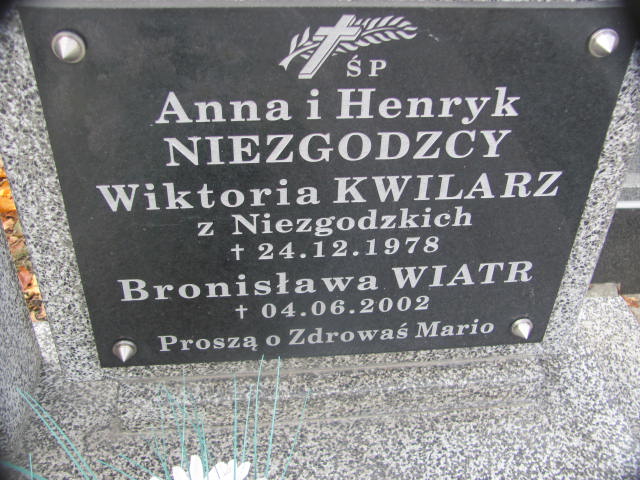 ŚP
Anna i Henryk
NIEZGODZCY
Wiktoria KWILARZ
z Niezgodzkich
† 24.12.1978
Bronisława WIATR
† 04.06.2002
Proszą o Zdrowaś Mario